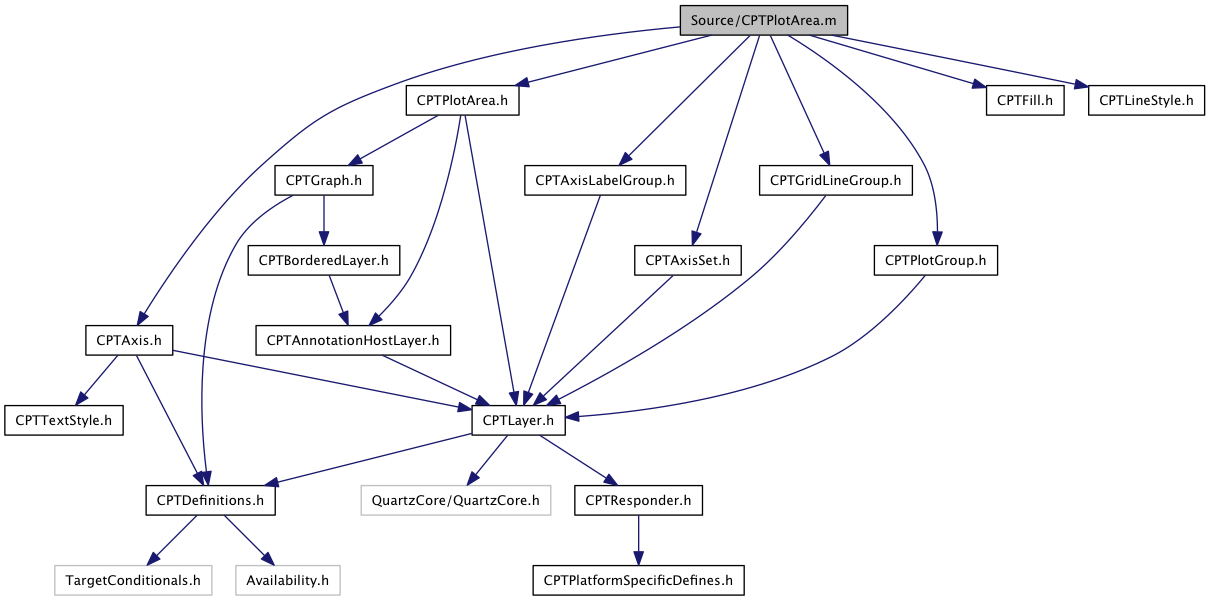 Source/CPTPlotArea.m
CPTPlotArea.h
CPTFill.h
CPTLineStyle.h
CPTGraph.h
CPTAxisLabelGroup.h
CPTGridLineGroup.h
CPTBorderedLayer.h
CPTAxisSet.h
CPTPlotGroup.h
CPTAxis.h
CPTAnnotationHostLayer.h
CPTTextStyle.h
CPTLayer.h
CPTDefinitions.h
QuartzCore/QuartzCore.h
CPTResponder.h
TargetConditionals.h
Availability.h
CPTPlatformSpecificDefines.h